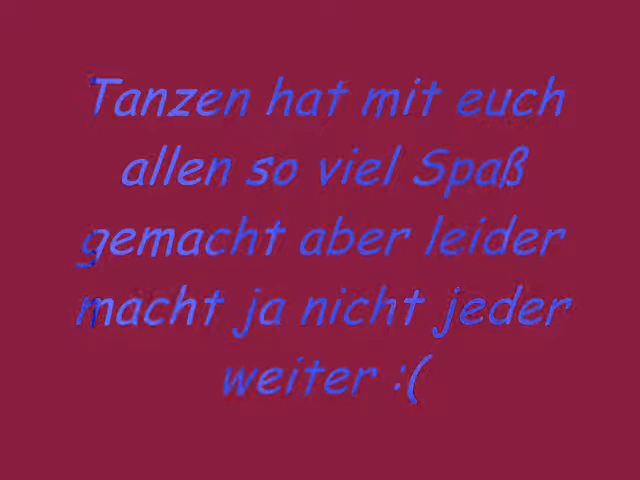 Tanzen hat mit euch
allen so viel Spaß
gemacht aber leider
macht ja nicht jeder
weiter :(